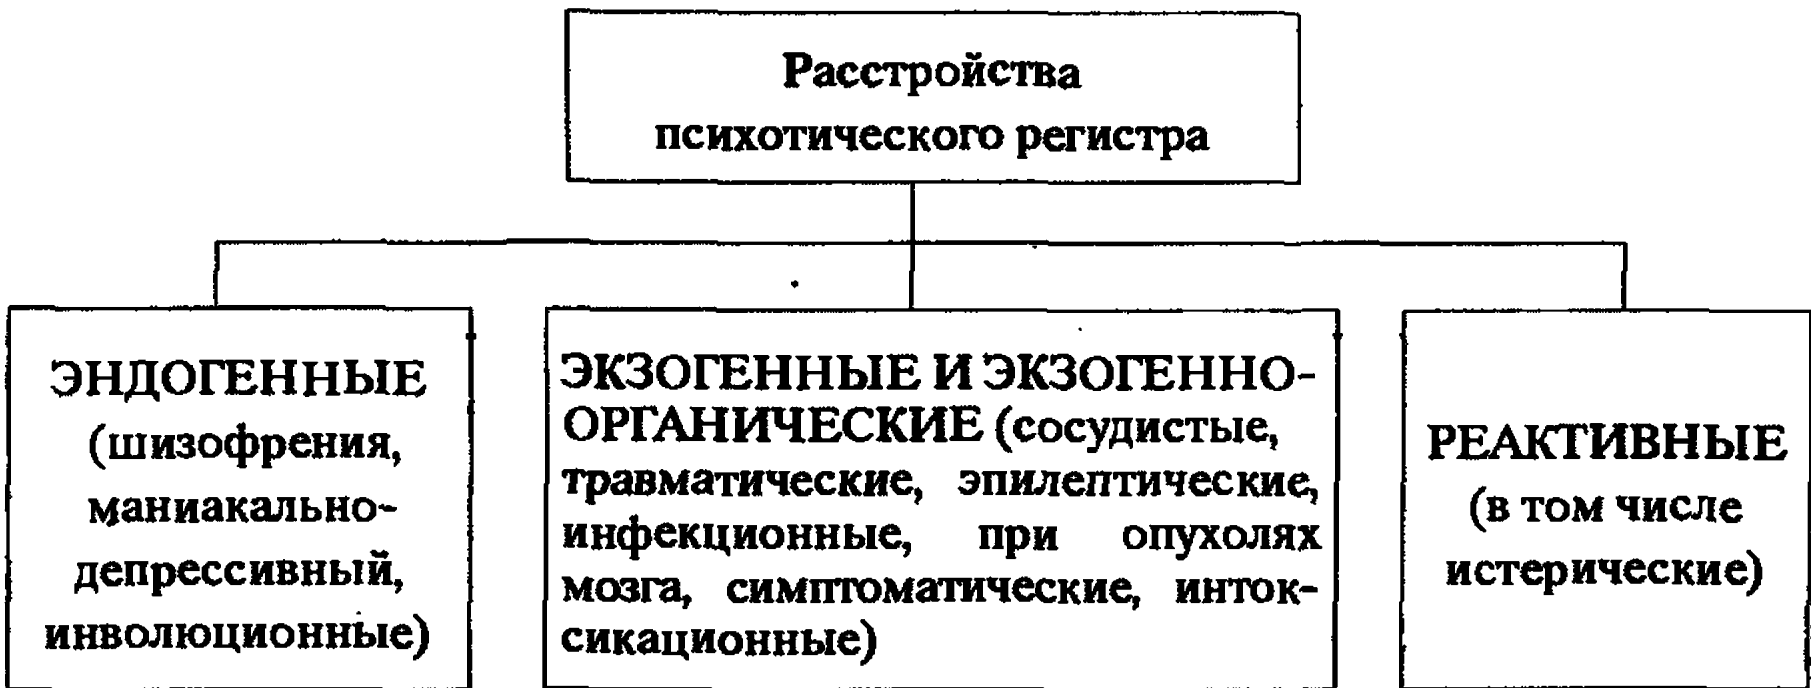 Расстройства
психотического регистра
ЭНДОГЕННЫЕ
(шизофрения,
маниакально-
депрессивный,
инволюционные)
ЭКЗОГЕННЫЕ И ЭКЗОГЕННО-
ОРГАНИЧЕСКИЕ (сосудистые,
травматические, эпилептические,
инфекционные, при опухолях
мозга, симптоматические, инток-
сикационные)
РЕАКТИВНЫЕ
(в том числе
истерические)